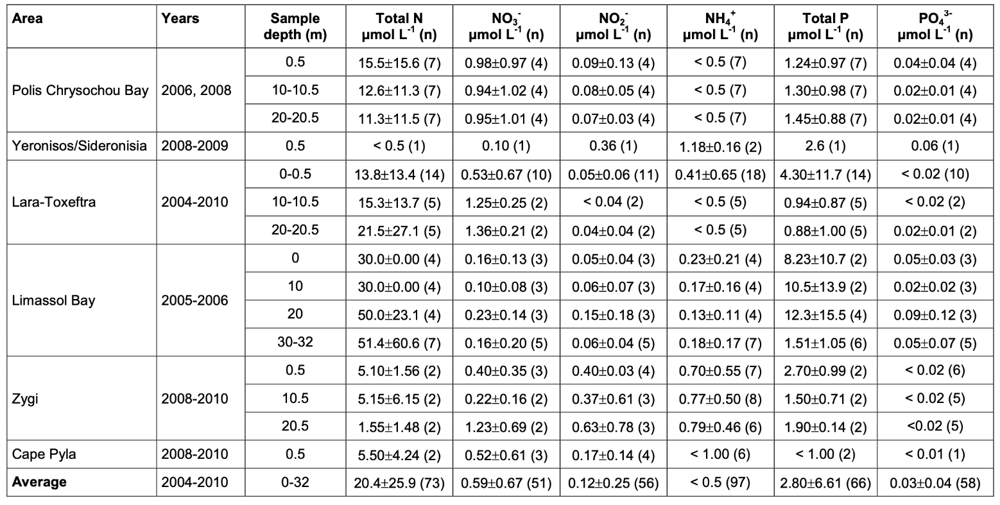 Area Years Sample depth (m) Total N µmol L-1 (n) NO3- µmol L-1 (n) NO2- µmol L-1 (n) NH4+ µmol L-1 (n) Total P µmol L-1 (n) PO43- µmol L-1 (n)
Polis Chrysochou Bay 2006, 2008 0.5 15.5±15.6 (7) 0.98±0.97 (4) 0.09±0.13 (4) < 0.5 (7) 1.24±0.97 (7) 0.04±0.04 (4)
10-10.5 12.6±11.3 (7) 0.94±1.02 (4) 0.08±0.05 (4) < 0.5 (7) 1.30±0.98 (7) 0.02±0.01 (4)
20-20.5 11.3±11.5 (7) 0.95±1.01 (4) 0.07±0.03 (4) < 0.5 (7) 1.45±0.88 (7) 0.02±0.01 (4)
Yeronisos/Sideronisia 2008-2009 0.5 < 0.5 (1) 0.10 (1) 0.36 (1) 1.18±0.16 (2) 2.6 (1) 0.06 (1)
Lara-Toxeftra 2004-2010 0-0.5 13.8±13.4 (14) 0.53±0.67 (10) 0.05±0.06 (11) 0.41±0.65 (18) 4.30±11.7 (14) < 0.02 (10)
10-10.5 15.3±13.7 (5) 1.25±0.25 (2) < 0.04 (2) < 0.5 (5) 0.94±0.87 (5) < 0.02 (2)
20-20.5 21.5±27.1 (5) 1.36±0.21 (2) 0.04±0.04 (2) < 0.5 (5) 0.88±1.00 (5) 0.02±0.01 (2)
Limassol Bay 2005-2006 0 30.0±0.00 (4) 0.16±0.13 (3) 0.05±0.04 (3) 0.23±0.21 (4) 8.23±10.7 (2) 0.05±0.03 (3)
10 30.0±0.00 (4) 0.10±0.08 (3) 0.06±0.07 (3) 0.17±0.16 (4) 10.5±13.9 (2) 0.02±0.02 (3)
20 50.0±23.1 (4) 0.23±0.14 (3) 0.15±0.18 (3) 0.13±0.11 (4) 12.3±15.5 (4) 0.09±0.12 (3)
30-32 51.4±60.6 (7) 0.16±0.20 (5) 0.06±0.04 (5) 0.18±0.17 (7) 1.51±1.05 (6) 0.05±0.07 (5)
Zygi 2008-2010 0.5 5.10±1.56 (2) 0.40±0.35 (3) 0.40±0.03 (4) 0.70±0.55 (7) 2.70±0.99 (2) < 0.02 (6)
10.5 5.15±6.15 (2) 0.22±0.16 (2) 0.37±0.61 (3) 0.77±0.50 (8) 1.50±0.71 (2) < 0.02 (5)
20.5 1.55±1.48 (2) 1.23±0.69 (2) 0.63±0.78 (3) 0.79±0.46 (6) 1.90±0.14 (2) <0.02 (5)
Cape Pyla 2008-2010 0.5 5.50±4.24 (2) 0.52±0.61 (3) 0.17±0.14 (4) < 1.00 (6) < 1.00 (2) < 0.01 (1)
Average 2004-2010 0-32 20.4±25.9 (73) 0.59±0.67 (51) 0.12±0.25 (56) < 0.5 (97) 2.80±6.61 (66) 0.03±0.04 (58)